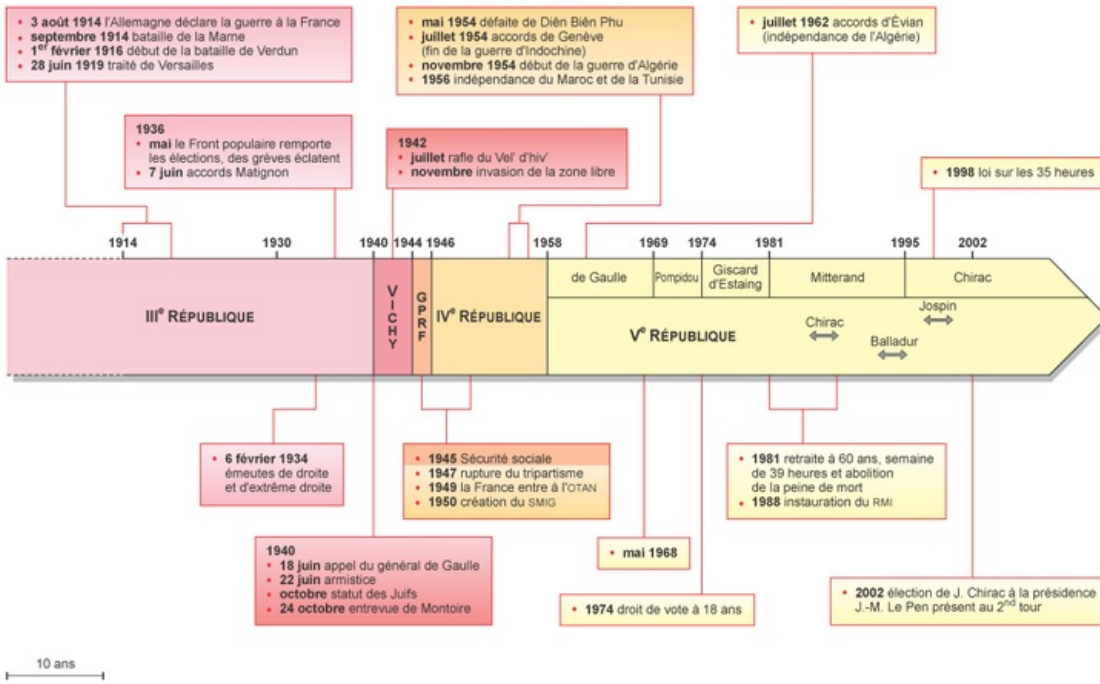 • 3 août 1914 l'Allemagne déclare la guerre à la France
• septembre 1914 bataille de la Marne
• 1er février 1916 début de la bataille de Verdun
• 28 juin 1919 traité de Versailles
• mai 1954 défaite de Diên Biên Phu
• juillet 1954 accords de Genève
(fin de la guerre d'Indochine)
• novembre 1954 début de la guerre d'Algérie
• 1956 indépendance du Maroc et de la Tunisie
• juillet 1962 accords d'Évian
(indépendance de l'Algérie)
1936
• mai le Front populaire remporte
les élections, des grèves éclatent
• 7 juin accords Matignon
1942
• juillet rafle du Vel' d'hiv'
• novembre invasion de la zone libre
• 1998 loi sur les 35 heures
1914 1930 1940 1944 1946 1958 1969 1974 1981 1995 2002
IIIe RÉPUBLIQUE
VICHY
GPRF
IVe RÉPUBLIQUE
de Gaulle
Pompidou
Giscard
d'Estaing
Mitterand
Chirac
Ve RÉPUBLIQUE
Chirac
Balladur
Jospin
• 6 février 1934
émeutes de droite
et d'extrême droite
• 1945 Sécurité sociale
• 1947 rupture du tripartisme
• 1949 la France entre à l'OTAN
• 1950 création du SMIG
• 1981 retraite à 60 ans, semaine
de 39 heures et abolition
de la peine de mort
• 1988 instauration du RMI
1940
• 18 juin appel du général de Gaulle
• 22 juin armistice
• octobre statut des Juifs
• 24 octobre entrevue de Montoire
• mai 1968
• 1974 droit de vote à 18 ans
• 2002 élection de J. Chirac à la présidence
J.-M. Le Pen présent au 2nd tour
10 ans